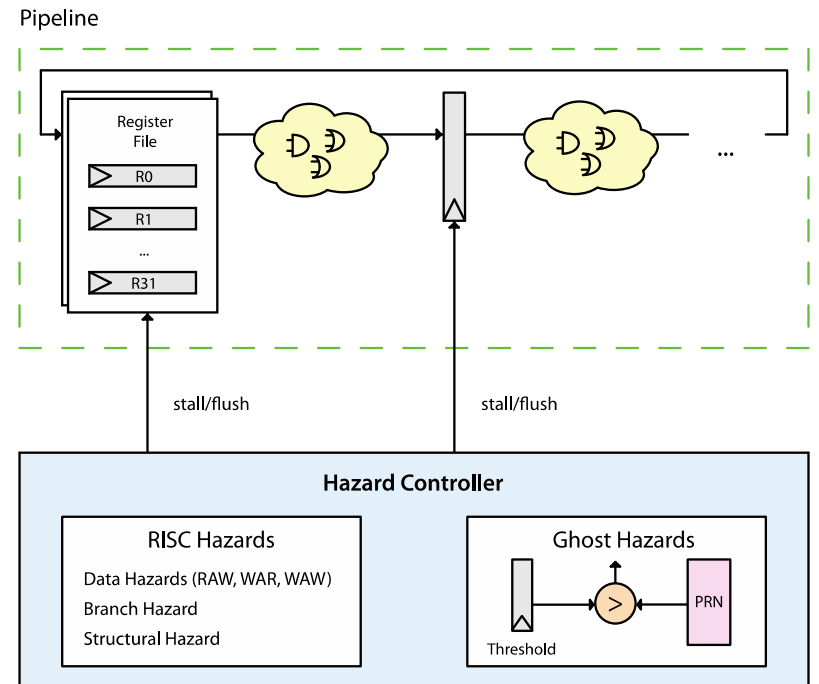 Pipeline
Register
File
R0
R1
...
R31
...
stall/flush
stall/flush
Hazard Controller
RISC Hazards
Data Hazards (RAW, WAR, WAW)
Branch Hazard
Structural Hazard
Ghost Hazards
>
PRN
Threshold